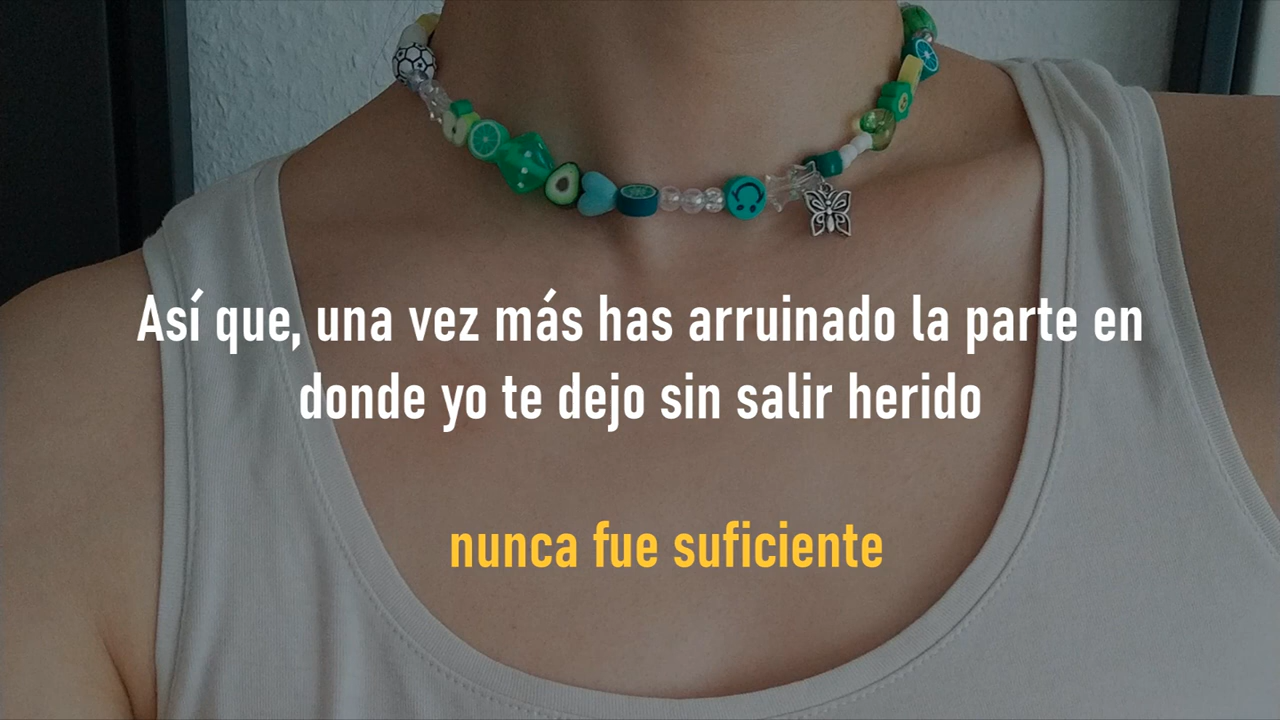 Así que, una vez más has arruinado la parte en
donde yo te dejo sin salir herido
nunca fue suficiente